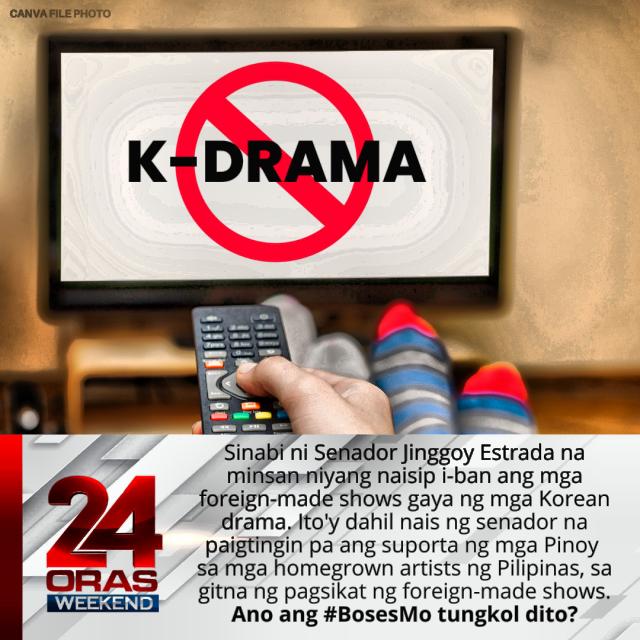 CANVA FILE PHOTO
K-DRAMA
Sinabi ni Senador Jinggoy Estrada na
minsan niyang naisip i-ban ang mga
foreign-made shows gaya ng mga Korean
drama. Ito'y dahil nais ng senador na
paigtingin pa ang suporta ng mga Pinoy
sa mga homegrown artists ng Pilipinas, sa
gitna ng pagsikat ng foreign-made shows.
Ano ang #BosesMo tungkol dito?
24
ORAS
WEEKEND